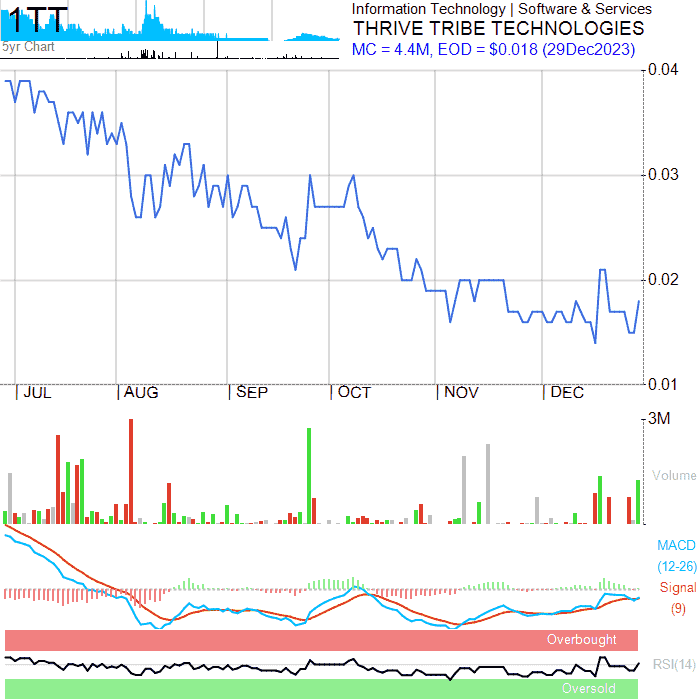 1TT
5yr Chart
Information Technology | Software & Services
THRIVE TRIBE TECHNOLOGIES
MC = 4.4M, EOD = $0.018 (29Dec2023)
0.04
0.03
0.02
0.01
JUL AUG SEP OCT NOV DEC
3M
Volume
MACD
(12-26)
Signal
(9)
Overbought
RSI(14)
Oversold